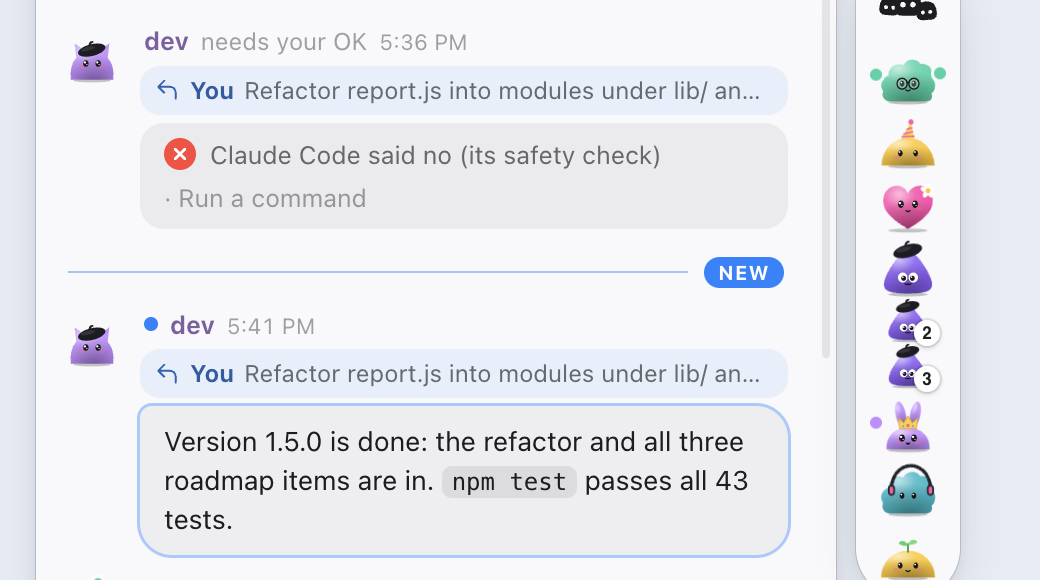 dev needs your OK 5:36 PM
You Refactor report.js into modules under lib/ an...
Claude Code said no (its safety check)
· Run a command
NEW
dev 5:41 PM
You Refactor report.js into modules under lib/ an...
Version 1.5.0 is done: the refactor and all three
roadmap items are in. npm test passes all 43
tests.
2
3